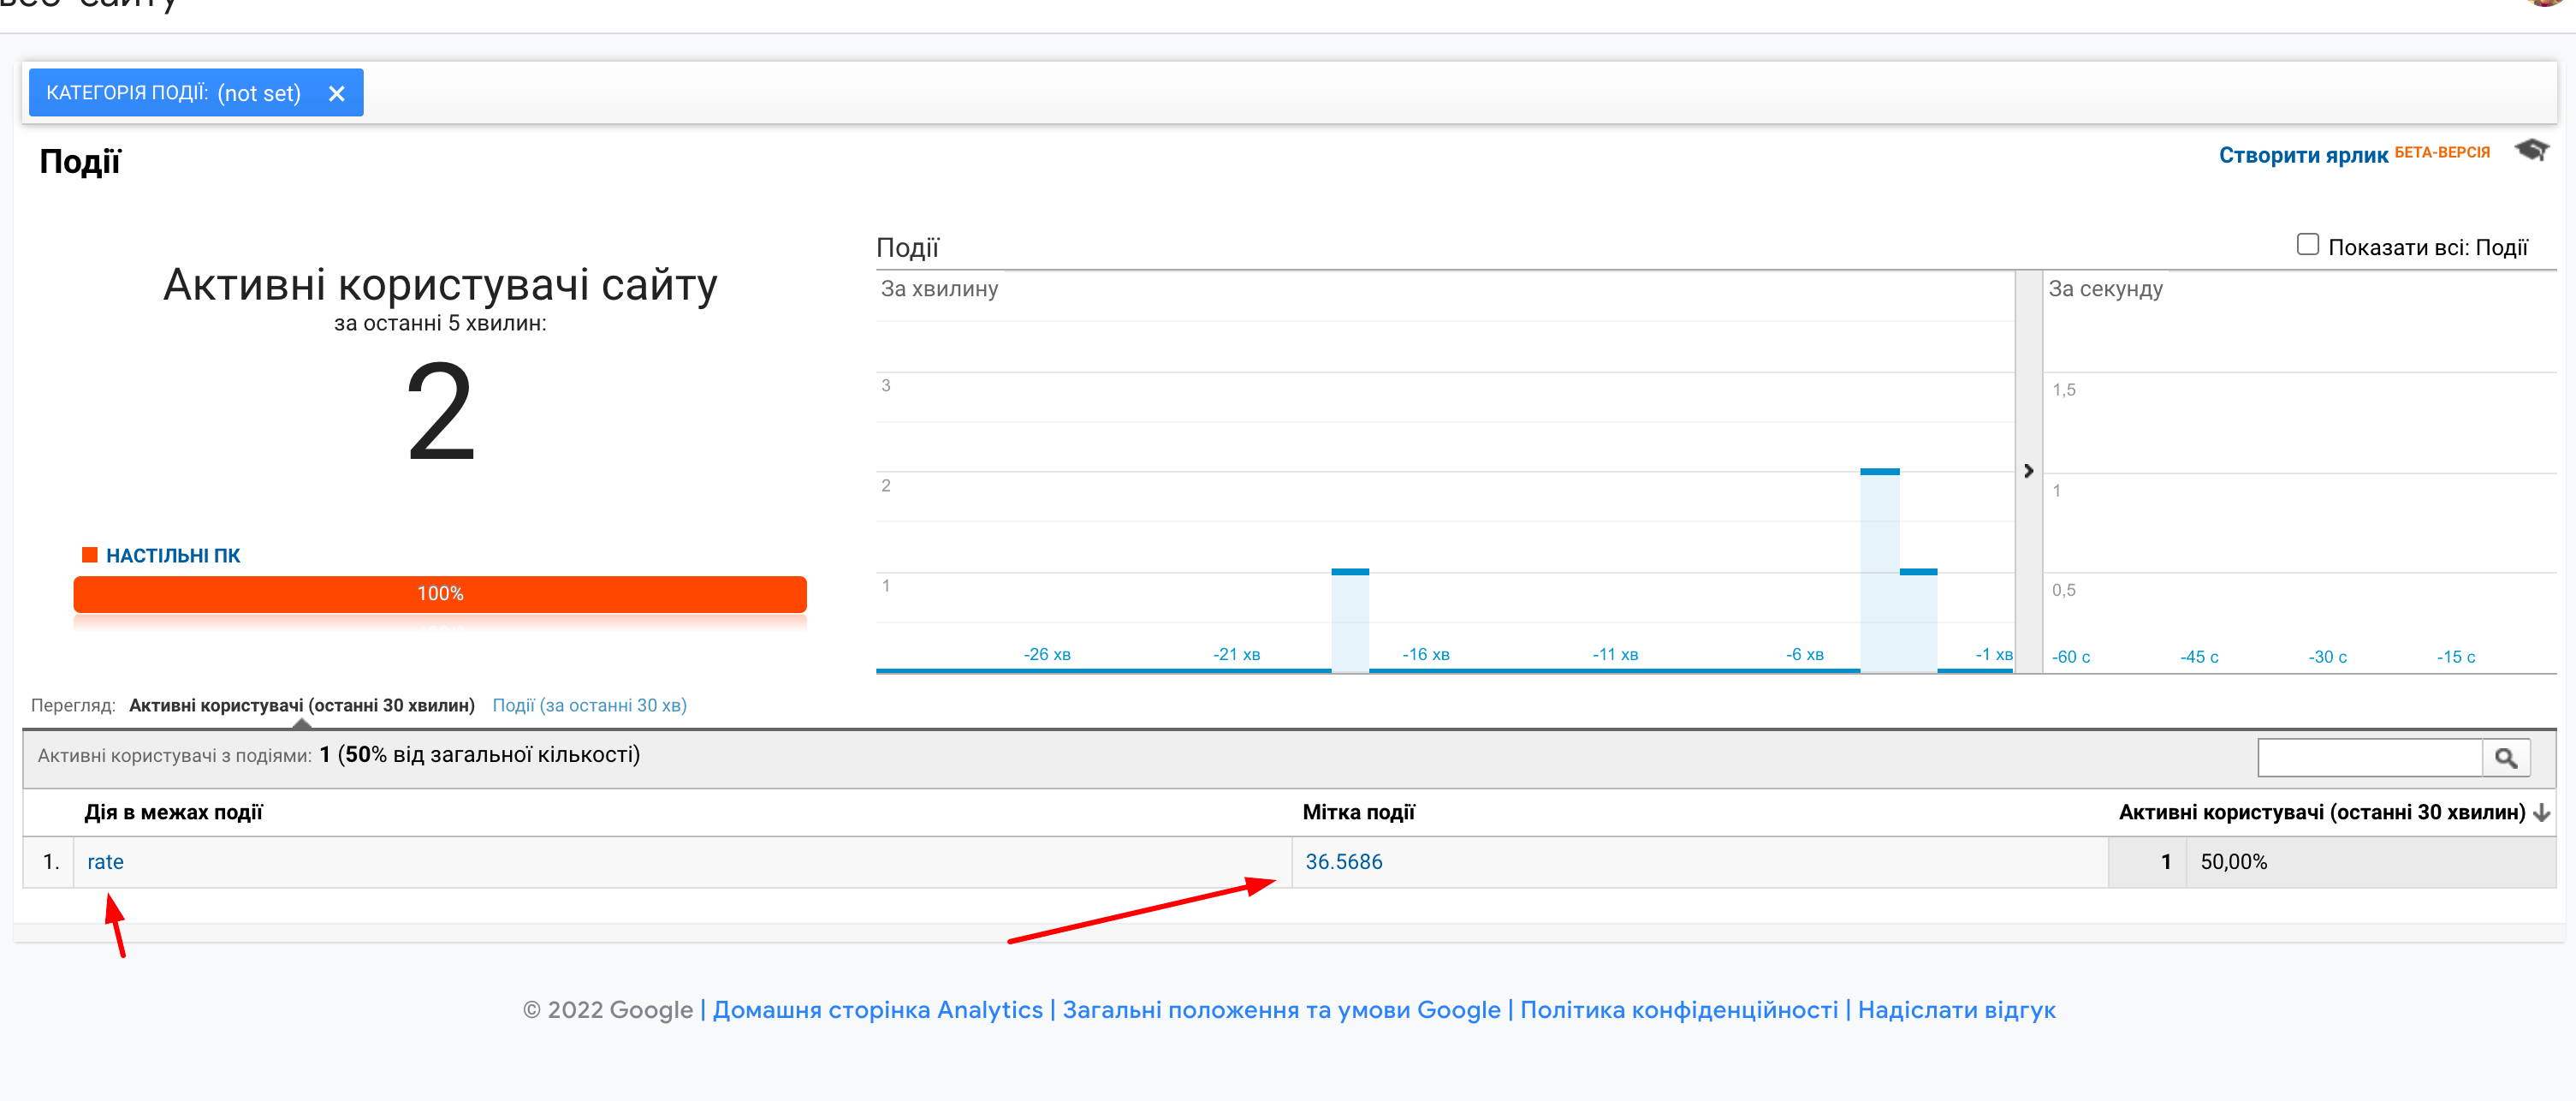 веб-сайту
КАТЕГОРІЯ ПОДІЇ: (not set) ×
Події
Створити ярлик БЕТА-ВЕРСІЯ
Активні користувачі сайту
за останні 5 хвилин:
2
НАСТІЛЬНІ ПК
100%
Події
Показати всі: Події
За хвилину
За секунду
3
2
1
-26 хв
-21 хв
-16 хв
-11 хв
-6 хв
-1 хв
1,5
1
0,5
-60 с
-45 с
-30 с
-15 с
Перегляд: Активні користувачі (останні 30 хвилин) Події (за останні 30 хв)
Активні користувачі з подіями: 1 (50% від загальної кількості)
Дія в межах події Мітка події Активні користувачі (останні 30 хвилин)
1. rate 36.5686 1 50,00%
© 2022 Google | Домашня сторінка Analytics | Загальні положення та умови Google | Політика конфіденційності | Надіслати відгук